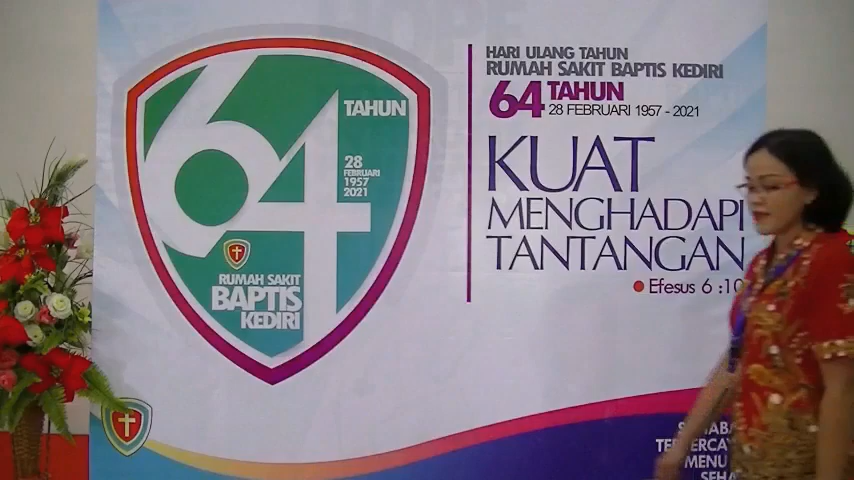 64
TAHUN
28
FEBRUARI
1957
2021
RUMAH SAKIT
BAPTIS
KEDIRI
HARI ULANG TAHUN
RUMAH SAKIT BAPTIS KEDIRI
64 TAHUN
28 FEBRUARI 1957 - 2021
KUAT
MENGHADAPI
TANTANGAN
Efesus 6 :10
MENU